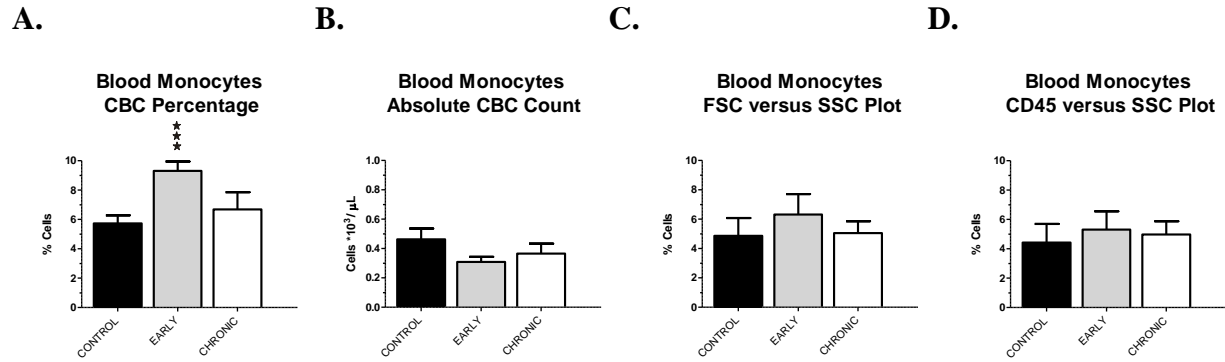 A.
B.
C.
D.
Blood Monocytes
CBC Percentage
★★★
% Cells
10
8
6
4
2
0
CONTROL
EARLY
CHRONIC
Blood Monocytes
Absolute CBC Count
Cells *10³/ µL
1.0
0.8
0.6
0.4
0.2
0.0
CONTROL
EARLY
CHRONIC
Blood Monocytes
FSC versus SSC Plot
% Cells
10
8
6
4
2
0
CONTROL
EARLY
CHRONIC
Blood Monocytes
CD45 versus SSC Plot
% Cells
10
8
6
4
2
0
CONTROL
EARLY
CHRONIC